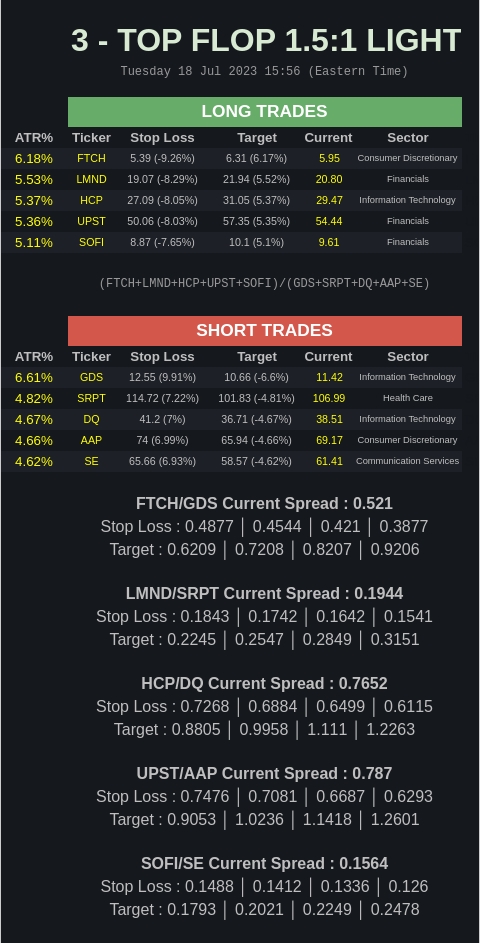 3 - TOP FLOP 1.5:1 LIGHT
Tuesday 18 Jul 2023 15:56 (Eastern Time)
LONG TRADES
ATR% Ticker Stop Loss Target Current Sector
6.18% FTCH 5.39 (-9.26%) 6.31 (6.17%) 5.95 Consumer Discretionary
5.53% LMND 19.07 (-8.29%) 21.94 (5.52%) 20.80 Financials
5.37% HCP 27.09 (-8.05%) 31.05 (5.37%) 29.47 Information Technology
5.36% UPST 50.06 (-8.03%) 57.35 (5.35%) 54.44 Financials
5.11% SOFI 8.87 (-7.65%) 10.1 (5.1%) 9.61 Financials
(FTCH+LMND+HCP+UPST+SOFI)/(GDS+SRPT+DQ+AAP+SE)
SHORT TRADES
ATR% Ticker Stop Loss Target Current Sector
6.61% GDS 12.55 (9.91%) 10.66 (-6.6%) 11.42 Information Technology
4.82% SRPT 114.72 (7.22%) 101.83 (-4.81%) 106.99 Health Care
4.67% DQ 41.2 (7%) 36.71 (-4.67%) 38.51 Information Technology
4.66% AAP 74 (6.99%) 65.94 (-4.66%) 69.17 Consumer Discretionary
4.62% SE 65.66 (6.93%) 58.57 (-4.62%) 61.41 Communication Services
FTCH/GDS Current Spread : 0.521
Stop Loss : 0.4877 │ 0.4544 │ 0.421 │ 0.3877
Target : 0.6209 │ 0.7208 │ 0.8207 │ 0.9206
LMND/SRPT Current Spread : 0.1944
Stop Loss : 0.1843 │ 0.1742 │ 0.1642 │ 0.1541
Target : 0.2245 │ 0.2547 │ 0.2849 │ 0.3151
HCP/DQ Current Spread : 0.7652
Stop Loss : 0.7268 │ 0.6884 │ 0.6499 │ 0.6115
Target : 0.8805 │ 0.9958 │ 1.111 │ 1.2263
UPST/AAP Current Spread : 0.787
Stop Loss : 0.7476 │ 0.7081 │ 0.6687 │ 0.6293
Target : 0.9053 │ 1.0236 │ 1.1418 │ 1.2601
SOFI/SE Current Spread : 0.1564
Stop Loss : 0.1488 │ 0.1412 │ 0.1336 │ 0.126
Target : 0.1793 │ 0.2021 │ 0.2249 │ 0.2478